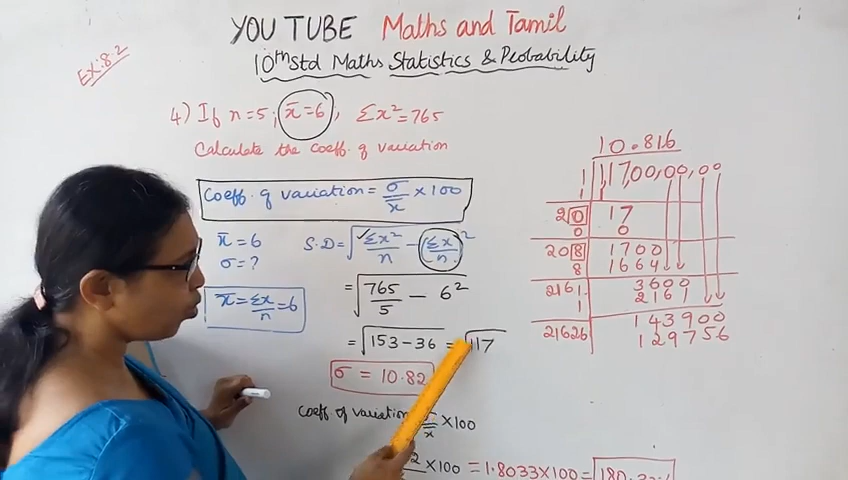 YOU TUBE Maths and Tamil
10th Std Maths Statistics & Probability
Ex:8.2
4) If n=5; x̄=6; Σx²=765
Calculate the coeff. of variation
Coeff. of variation = σ/x̄ ×100
x̄=6
σ=?
x̄=Σx/n=6
S.D=√(Σx²/n − (Σx/n)²)
=√(765/5 − 6²)
=√(153−36) = √117
σ = 10.82
coeff. of variation
x̄ ×100
2 ×100 = 1.8033×100 =
10.816
1 117,00,00,00
1
20 17
0 0
208 1700
8 1664
2161 3600
1 2161
21626 143900
129756